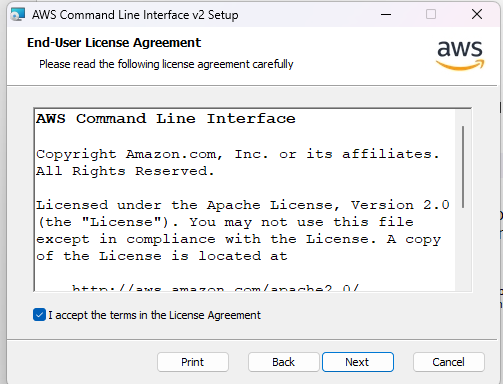 AWS Command Line Interface v2 Setup
End-User License Agreement
Please read the following license agreement carefully
aws
AWS Command Line Interface
Copyright Amazon.com, Inc. or its affiliates.
All Rights Reserved.
Licensed under the Apache License, Version 2.0
(the "License"). You may not use this file
except in compliance with the License. A copy
of the License is located at
http://aws.amazon.com/apache2.0/
I accept the terms in the License Agreement
Print
Back
Next
Cancel